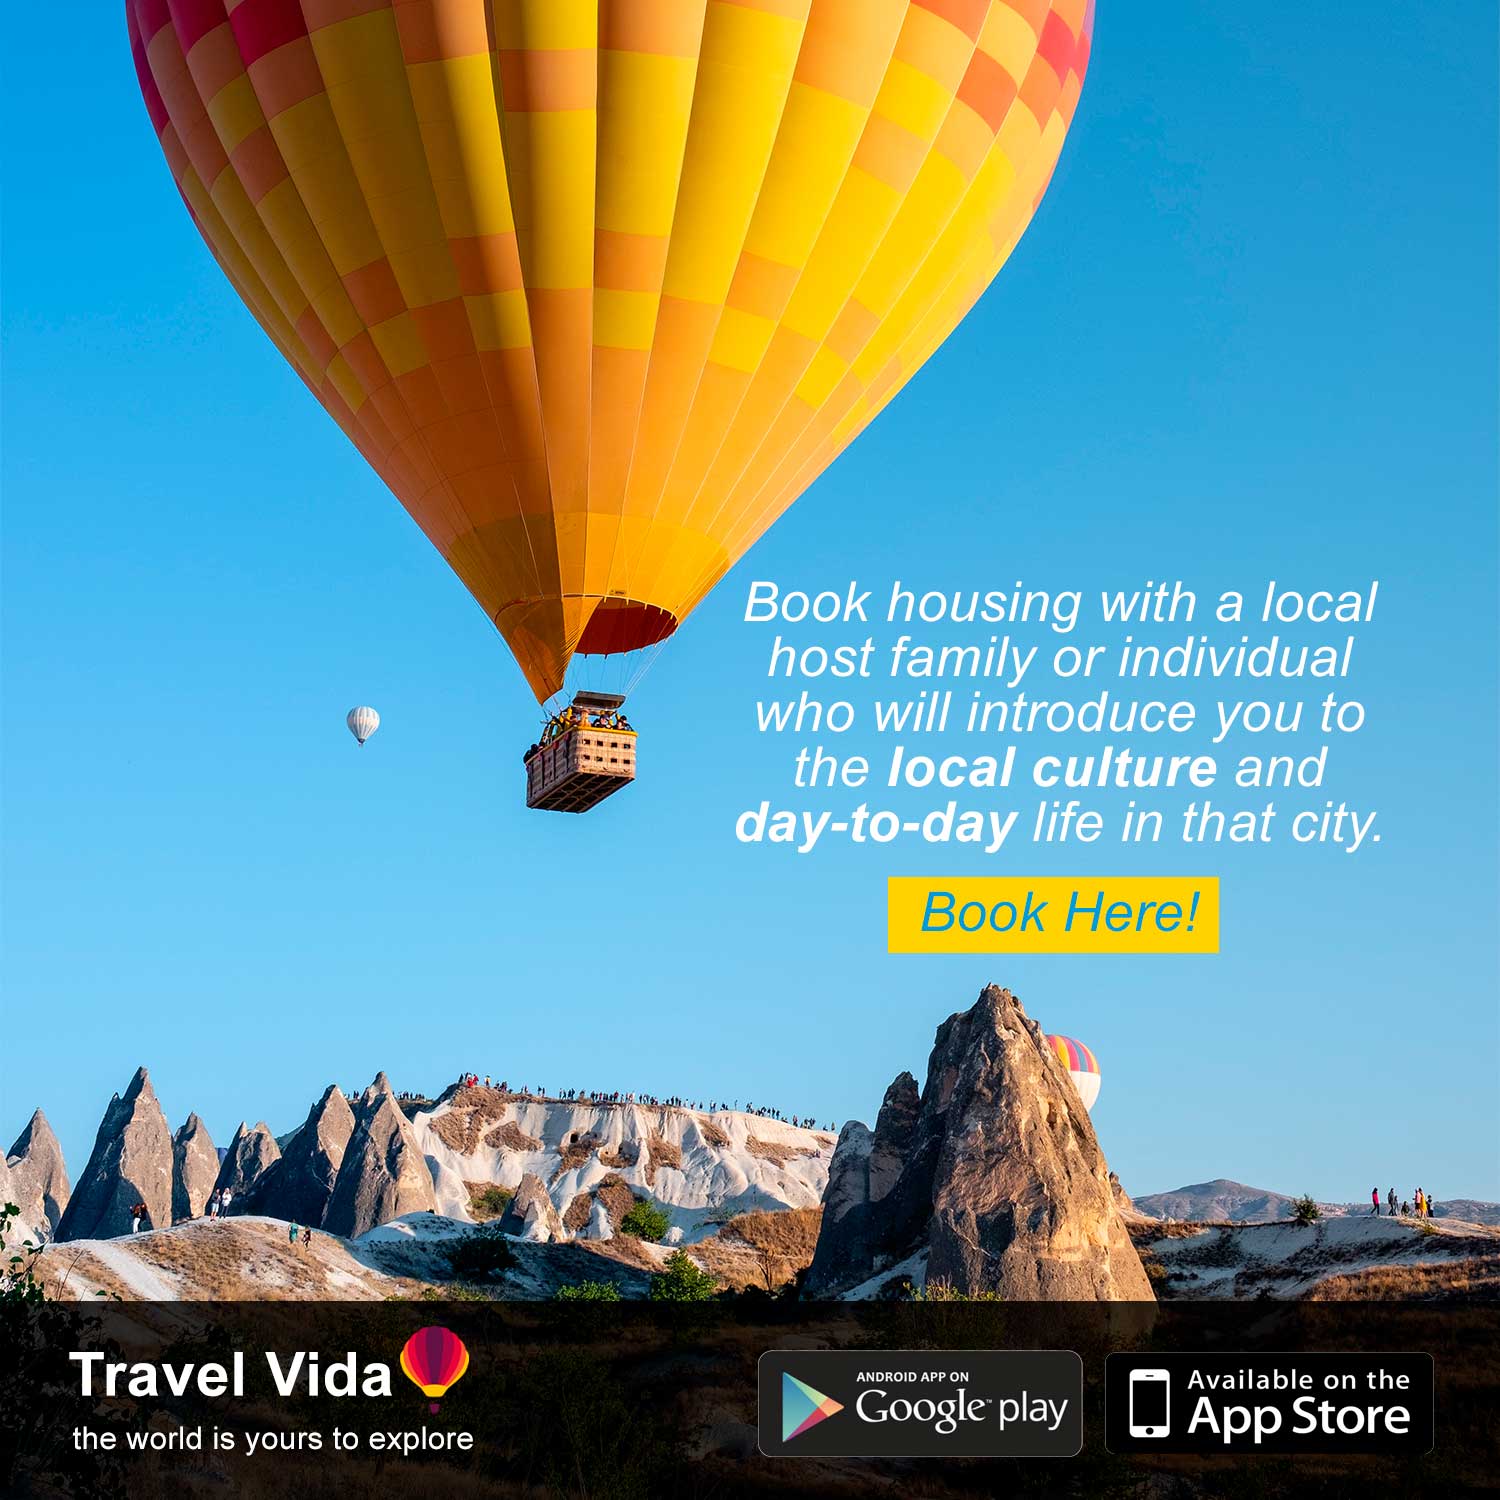 Book housing with a local
host family or individual
who will introduce you to
the local culture and
day-to-day life in that city.
Book Here!
Travel Vida
the world is yours to explore
ANDROID APP ON
Google play
Available on the
App Store